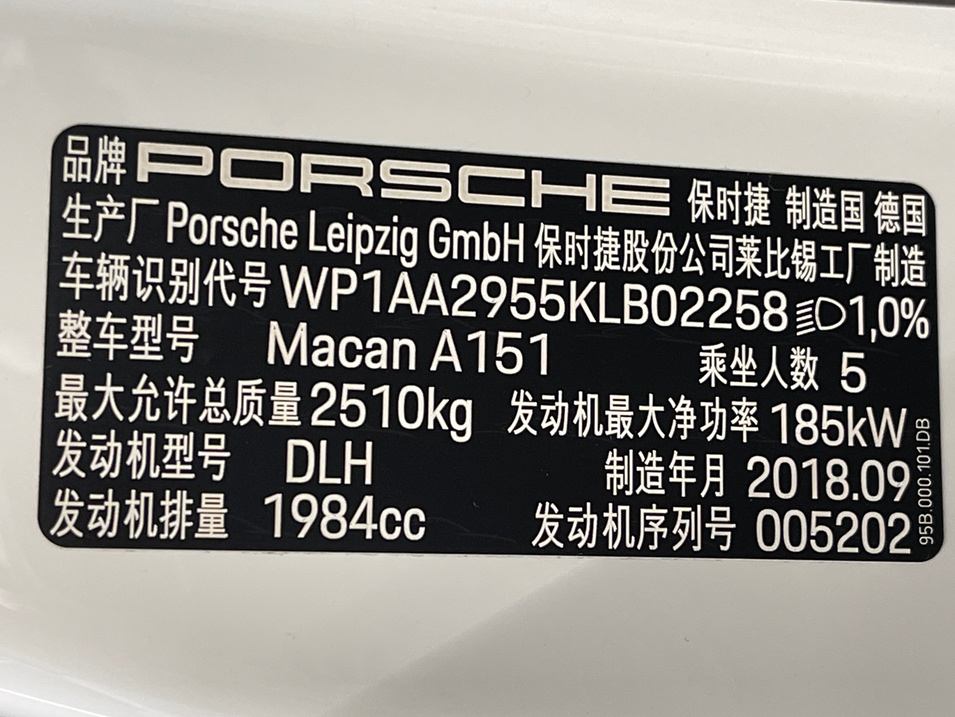 品牌 PORSCHE 保时捷 制造国 德国
生产厂 Porsche Leipzig GmbH 保时捷股份公司莱比锡工厂制造
车辆识别代号 WP1AA2955KLB02258 1,0%
整车型号 Macan A151 乘坐人数 5
最大允许总质量 2510kg 发动机最大净功率 185kW
发动机型号 DLH 制造年月 2018.09
发动机排量 1984cc 发动机序列号 005202
95B.000.101.DB